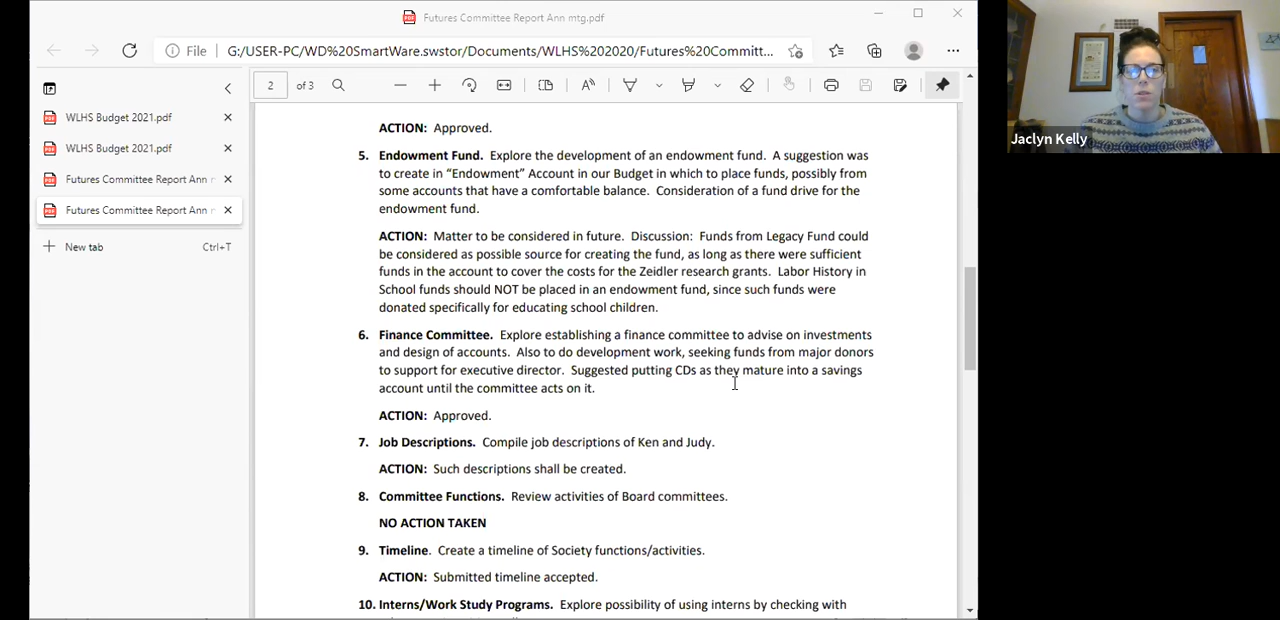 Futures Committee Report Ann mtg.pdf
File G:/USER-PC/WD%20SmartWare.swstor/Documents/WLHS%202020/Futures%20Committ...
2 of 3
WLHS Budget 2021.pdf
WLHS Budget 2021.pdf
Futures Committee Report Ann
Futures Committee Report Ann
New tab Ctrl+T
ACTION: Approved.
5. Endowment Fund. Explore the development of an endowment fund. A suggestion was
to create in “Endowment” Account in our Budget in which to place funds, possibly from
some accounts that have a comfortable balance. Consideration of a fund drive for the
endowment fund.
ACTION: Matter to be considered in future. Discussion: Funds from Legacy Fund could
be considered as possible source for creating the fund, as long as there were sufficient
funds in the account to cover the costs for the Zeidler research grants. Labor History in
School funds should NOT be placed in an endowment fund, since such funds were
donated specifically for educating school children.
6. Finance Committee. Explore establishing a finance committee to advise on investments
and design of accounts. Also to do development work, seeking funds from major donors
to support for executive director. Suggested putting CDs as they mature into a savings
account until the committee acts on it.
ACTION: Approved.
7. Job Descriptions. Compile job descriptions of Ken and Judy.
ACTION: Such descriptions shall be created.
8. Committee Functions. Review activities of Board committees.
NO ACTION TAKEN
9. Timeline. Create a timeline of Society functions/activities.
ACTION: Submitted timeline accepted.
10. Interns/Work Study Programs. Explore possibility of using interns by checking with
Jaclyn Kelly